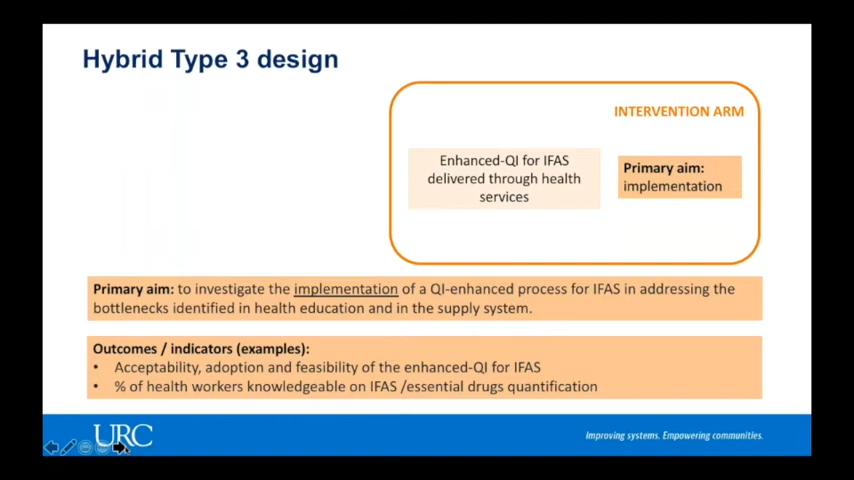 Hybrid Type 3 design
INTERVENTION ARM
Enhanced-QI for IFAS
delivered through health
services
Primary aim:
implementation
Primary aim: to investigate the implementation of a QI-enhanced process for IFAS in addressing the
bottlenecks identified in health education and in the supply system.
Outcomes / indicators (examples):
• Acceptability, adoption and feasibility of the enhanced-QI for IFAS
• % of health workers knowledgeable on IFAS /essential drugs quantification
URC
Improving systems. Empowering communities.